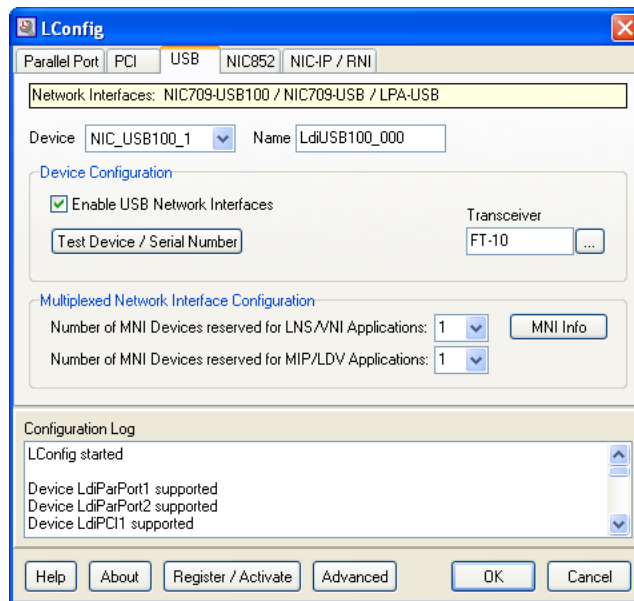 LConfig
Parallel Port PCI USB NIC852 NIC-IP / RNI
Network Interfaces: NIC709-USB100 / NIC709-USB / LPA-USB
Device NIC_USB100_1 Name LdiUSB100_000
Device Configuration
Enable USB Network Interfaces
Transceiver
Test Device / Serial Number FT-10 ...
Multiplexed Network Interface Configuration
Number of MNI Devices reserved for LNS/VNI Applications: 1 MNI Info
Number of MNI Devices reserved for MIP/LDV Applications: 1
Configuration Log
LConfig started
Device LdiParPort1 supported
Device LdiParPort2 supported
Device LdiPCI1 supported
Help About Register / Activate Advanced OK Cancel